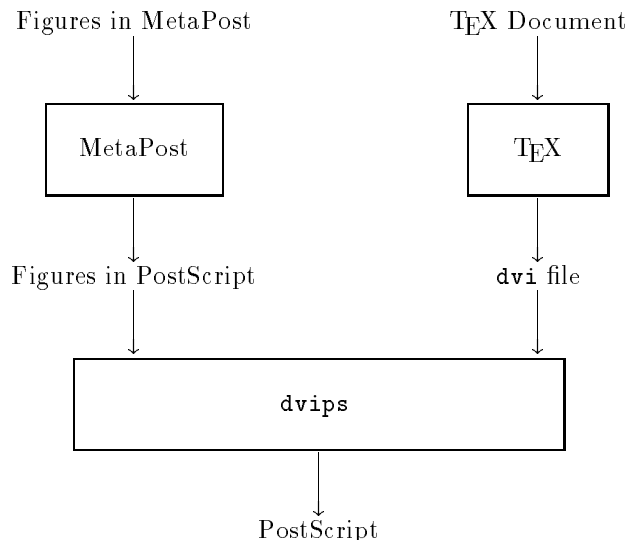 Figures in MetaPost
TEX Document
MetaPost
TEX
Figures in PostScript
dvi file
dvips
PostScript